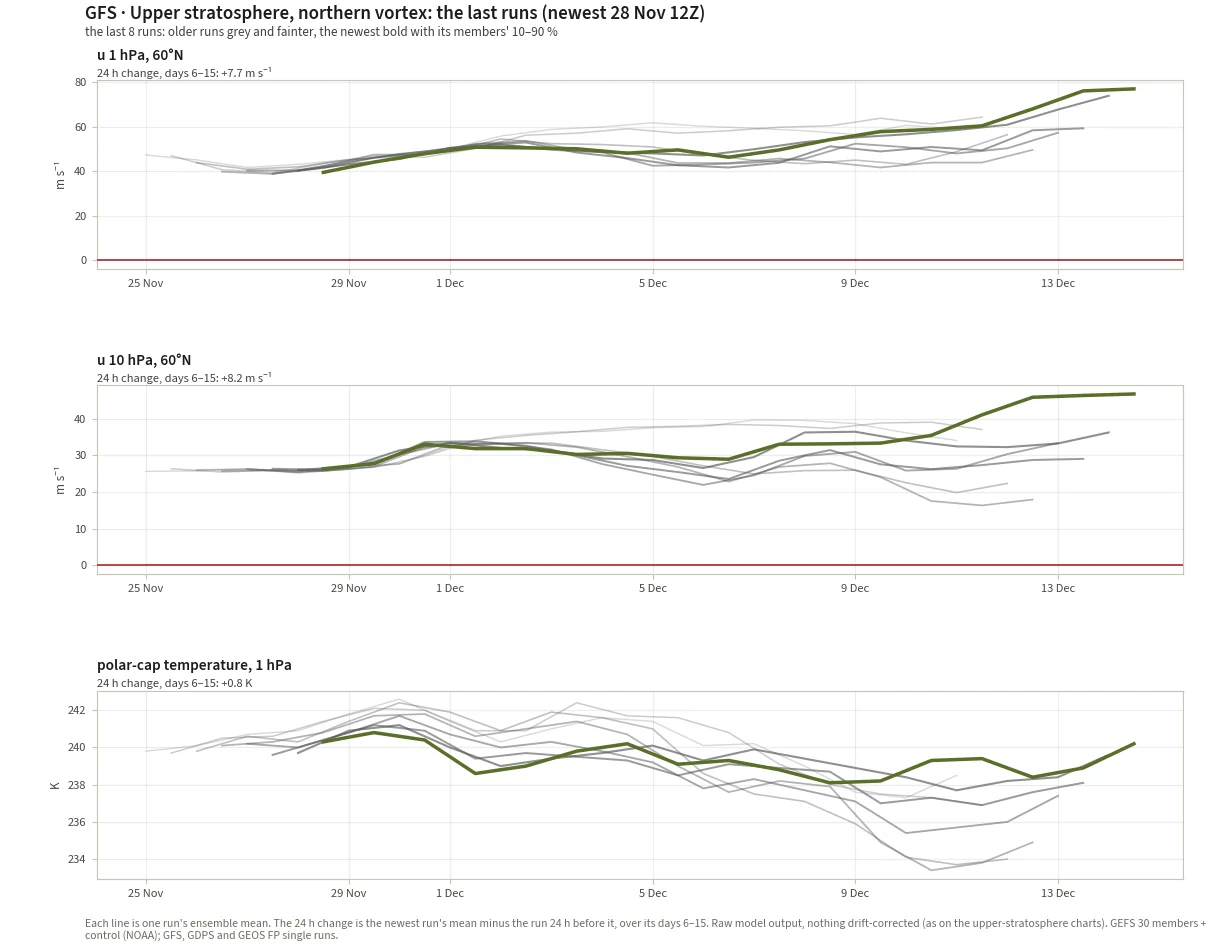 GFS · Upper stratosphere, northern vortex: the last runs (newest 28 Nov 12Z)
the last 8 runs: older runs grey and fainter, the newest bold with its members' 10–90 %
u 1 hPa, 60°N
24 h change, days 6–15: +7.7 m s⁻¹
80
60
40
20
0
m s⁻¹
25 Nov
29 Nov
1 Dec
5 Dec
9 Dec
13 Dec
u 10 hPa, 60°N
24 h change, days 6–15: +8.2 m s⁻¹
40
30
20
10
0
m s⁻¹
25 Nov
29 Nov
1 Dec
5 Dec
9 Dec
13 Dec
polar-cap temperature, 1 hPa
24 h change, days 6–15: +0.8 K
242
240
238
236
234
K
25 Nov
29 Nov
1 Dec
5 Dec
9 Dec
13 Dec
Each line is one run's ensemble mean. The 24 h change is the newest run's mean minus the run 24 h before it, over its days 6–15. Raw model output, nothing drift-corrected (as on the upper-stratosphere charts). GEFS 30 members +
control (NOAA); GFS, GDPS and GEOS FP single runs.